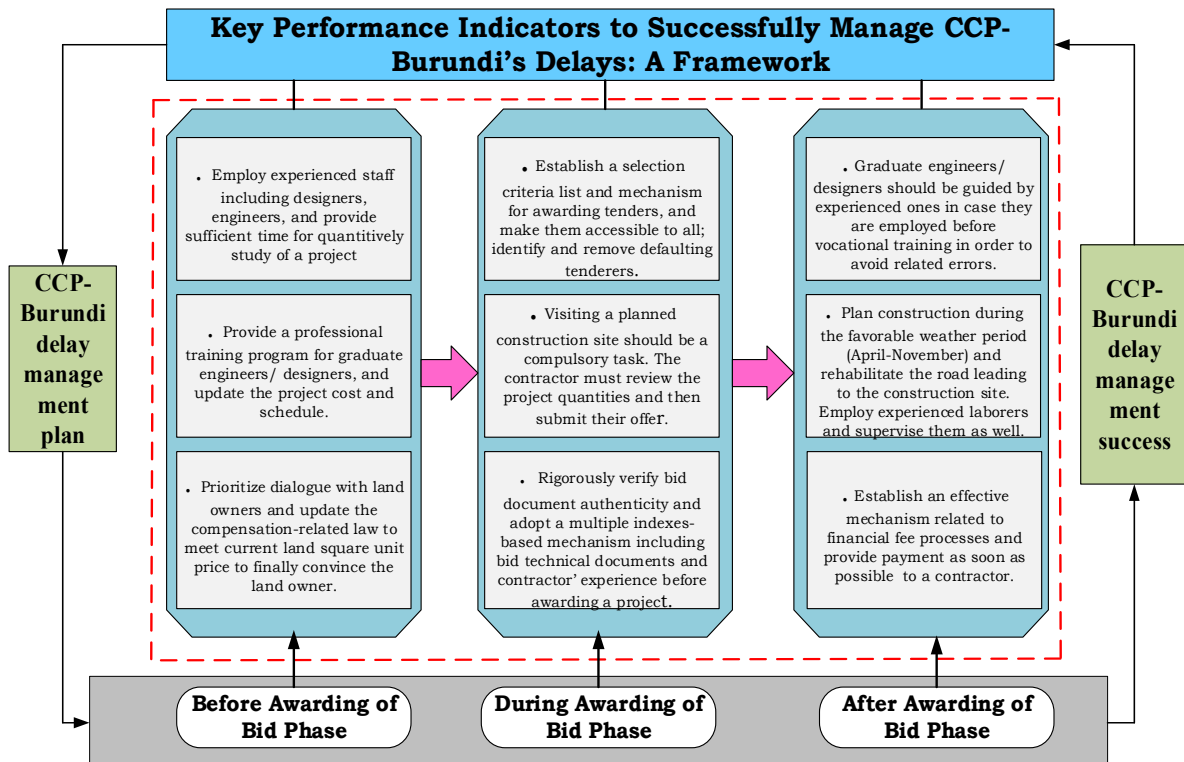 Key Performance Indicators to Successfully Manage CCP-
Burundi's Delays: A Framework
CCP-
Burundi
delay
manage
ment
plan
. Employ experienced staff
including designers,
engineers, and provide
sufficient time for quantitively
study of a project
. Provide a professional
training program for graduate
engineers/ designers, and
update the project cost and
schedule.
. Prioritize dialogue with land
owners and update the
compensation-related law to
meet current land square unit
price to finally convince the
land owner.
. Establish a selection
criteria list and mechanism
for awarding tenders, and
make them accessible to all;
identify and remove defaulting
tenderers.
. Visiting a planned
construction site should be a
compulsory task. The
contractor must review the
project quantities and then
submit their offer.
. Rigorously verify bid
document authenticity and
adopt a multiple indexes-
based mechanism including
bid technical documents and
contractor' experience before
awarding a project.
. Graduate engineers/
designers should be guided by
experienced ones in case they
are employed before
vocational training in order to
avoid related errors.
. Plan construction during
the favorable weather period
(April-November) and
rehabilitate the road leading
to the construction site.
Employ experienced laborers
and supervise them as well.
. Establish an effective
mechanism related to
financial fee processes and
provide payment as soon as
possible to a contractor.
CCP-
Burundi
delay
manage
ment
success
Before Awarding of
Bid Phase
During Awarding of
Bid Phase
After Awarding of
Bid Phase